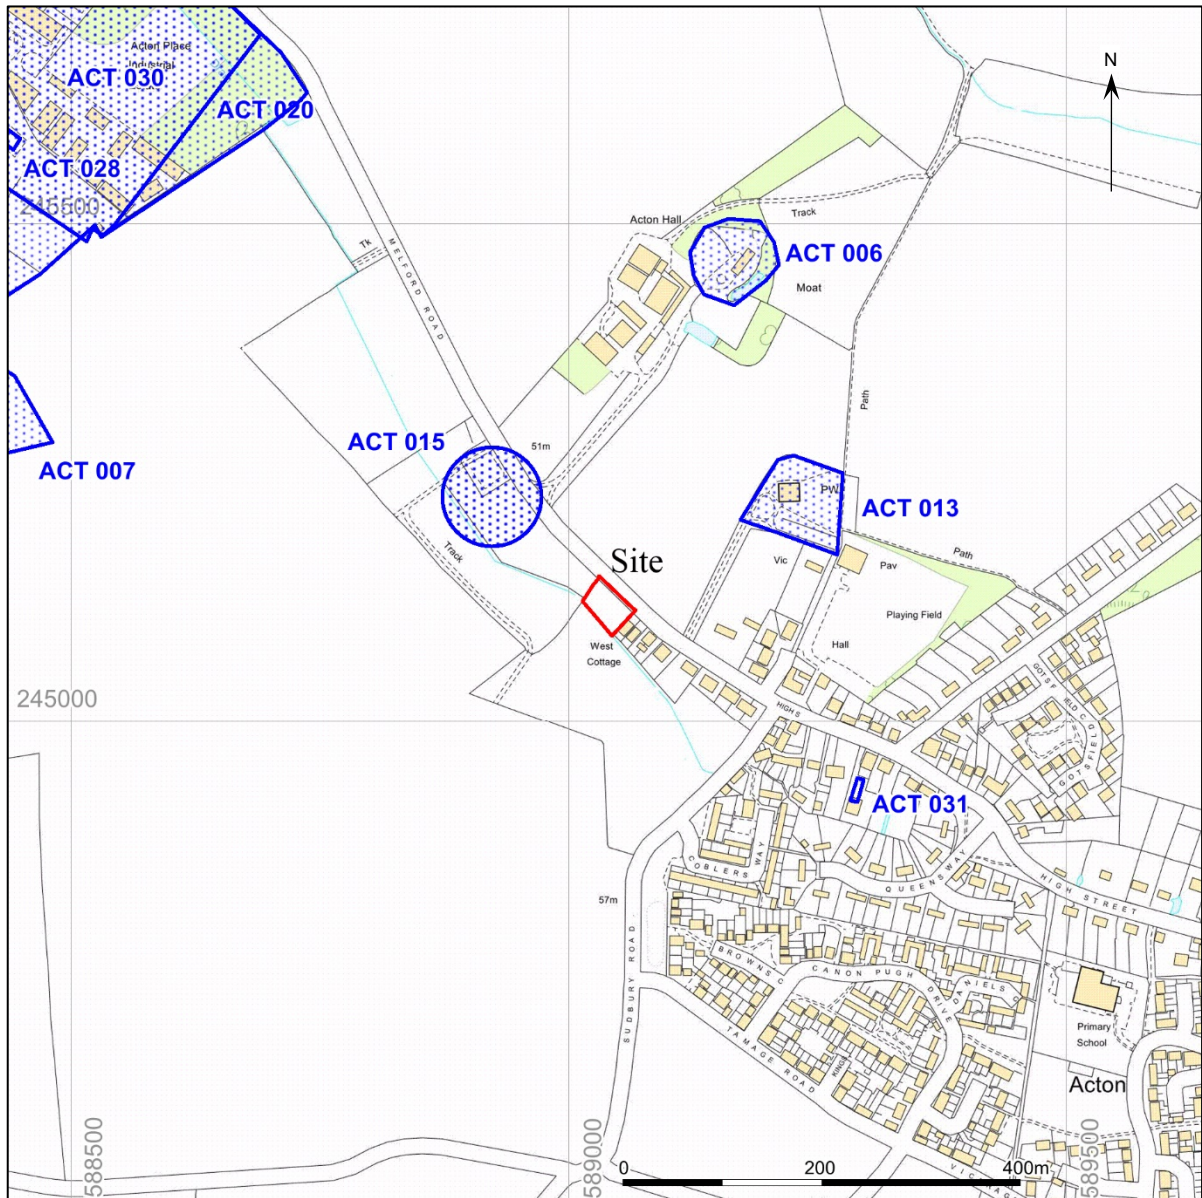 Acton Place
Industrial
ACT 030
ACT 020
N
ACT 028
245500
Acton Hall
Track
Tk
MELFORD ROAD
ACT 006
Moat
Path
ACT 015
51m
ACT 007
PW
ACT 013
Track
Vic
Pav
Path
Site
Playing Field
West
Cottage
Hall
245000
HIGH S
GOTSFIELD C
GOTSFIELD
ACT 031
COBLERS WAY
QUEENSWAY
HIGH STREET
57m
SUDBURY ROAD
BROWNS C
CANON PUGH DRIVE
DANIELS C
TAMAGE ROAD
KINGS
Primary
School
Acton
588500
589000
589500
0
200
400m